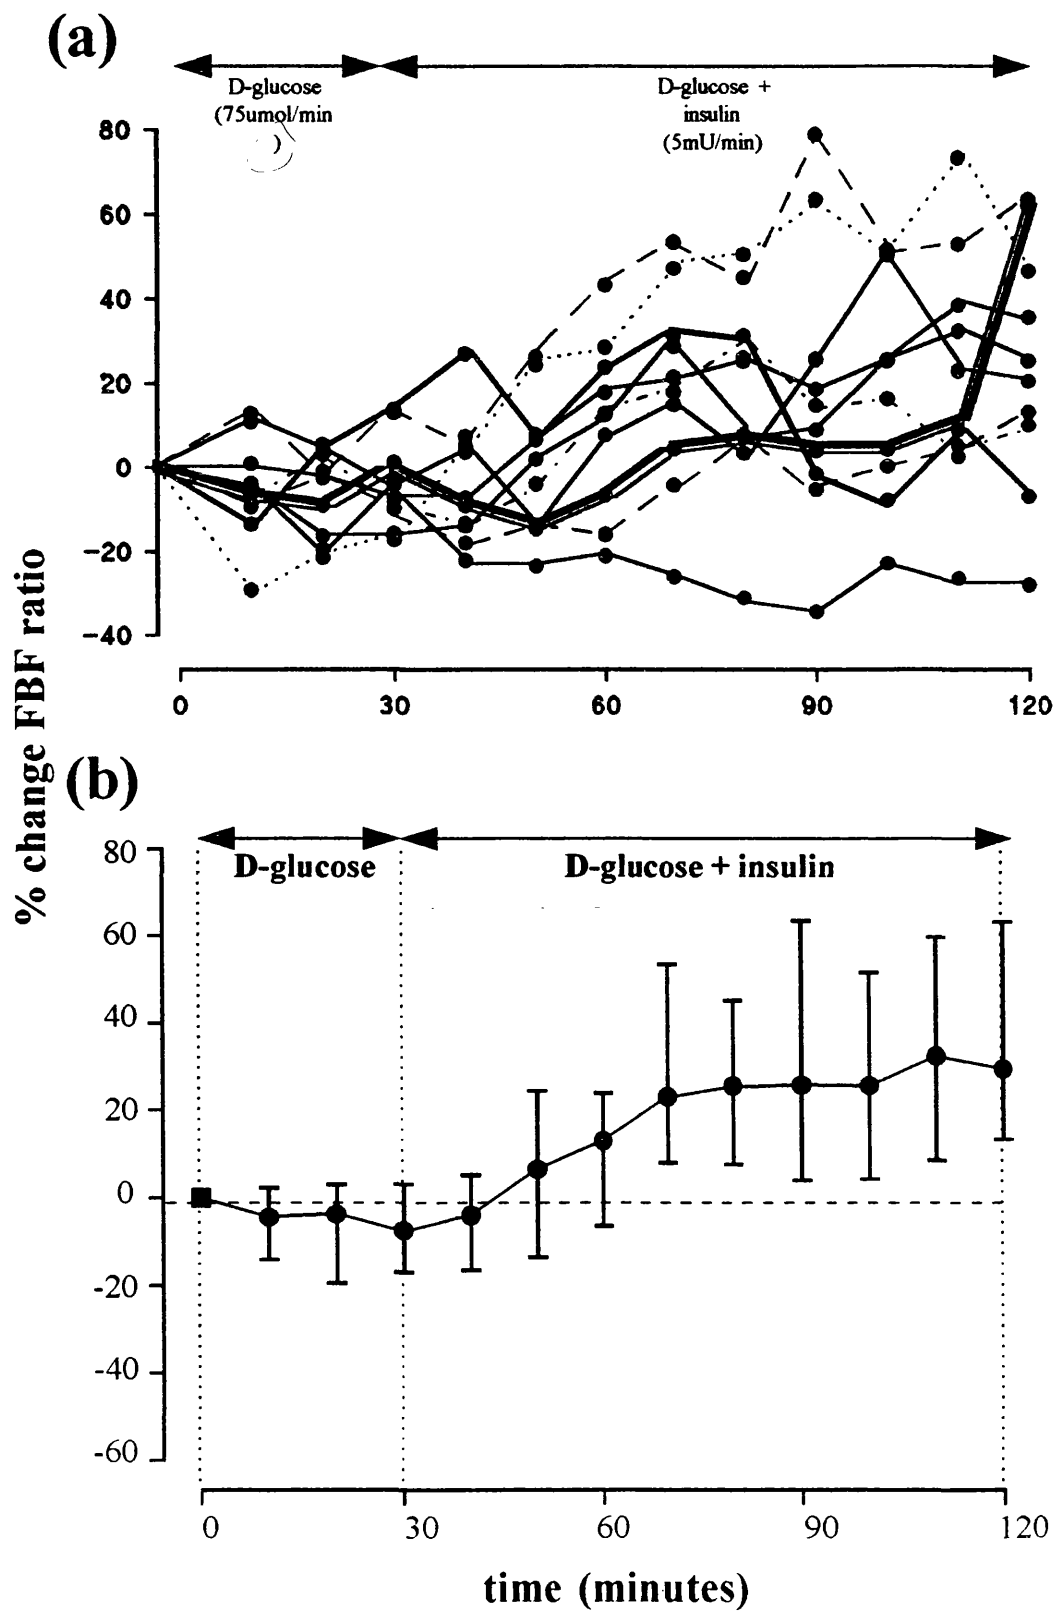 (a)
D-glucose
(75umol/min
)
D-glucose +
insulin
(5mU/min)
80
60
40
20
0
-20
-40
0 30 60 90 120
% change FBF ratio
(b)
D-glucose
D-glucose + insulin
80
60
40
20
0
-20
-40
-60
0 30 60 90 120
time (minutes)